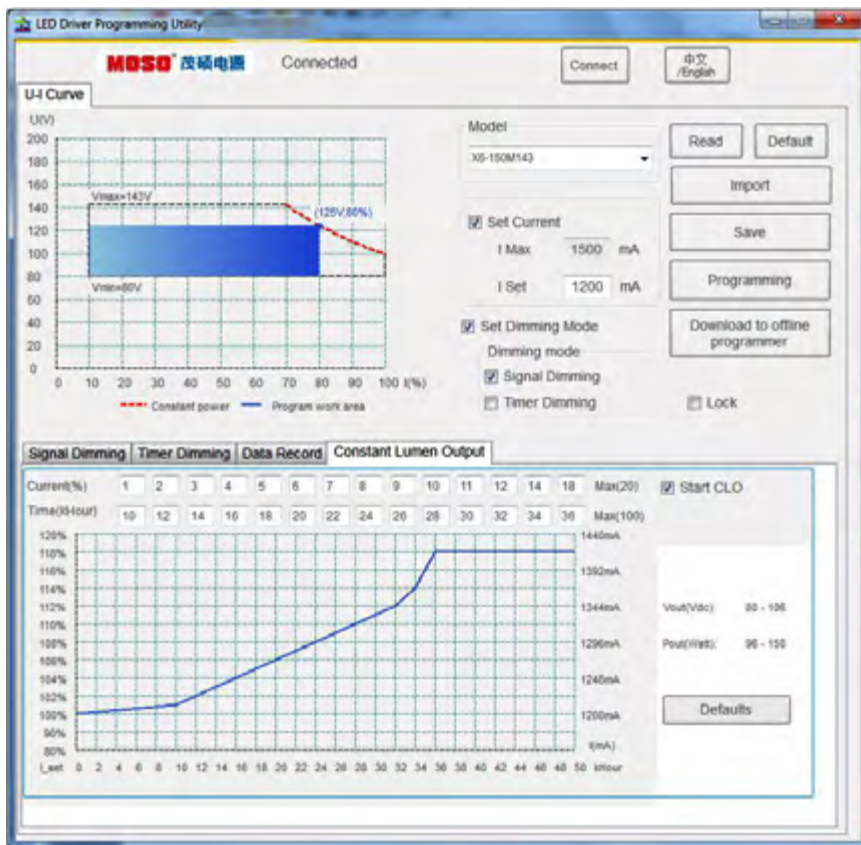 LED Driver Programming Utility
MOSO 茂硕电源 Connected Connect 中文/English
U-I Curve
U(V)
200
180
160
140
120
100
80
60
40
20
0
Vmax=143V
(125V,80%)
Vmin=80V
0 10 20 30 40 50 60 70 80 90 100 I(%)
Constant power Program work area
Model
X6-150M143
Set Current
I Max 1500 mA
I Set 1200 mA
Set Dimming Mode
Dimming mode
Signal Dimming
Timer Dimming
Lock
Read Default
Import
Save
Programming
Download to offline
programmer
Signal Dimming Timer Dimming Data Record Constant Lumen Output
Current(%) 1 2 3 4 5 6 7 8 9 10 11 12 14 18 Max(20)
Time(kHour) 10 12 14 16 18 20 22 24 26 28 30 32 34 36 Max(100)
Start CLO
120%
118%
116%
114%
112%
110%
108%
106%
104%
102%
100%
90%
80%
1440mA
1392mA
1344mA
1296mA
1248mA
1200mA
I(mA)
I_set 0 2 4 6 8 10 12 14 16 18 20 22 24 26 28 30 32 34 36 38 40 42 44 46 48 50 kHour
Vout(Vdc): 80 - 106
Pout(Watt): 96 - 150
Defaults